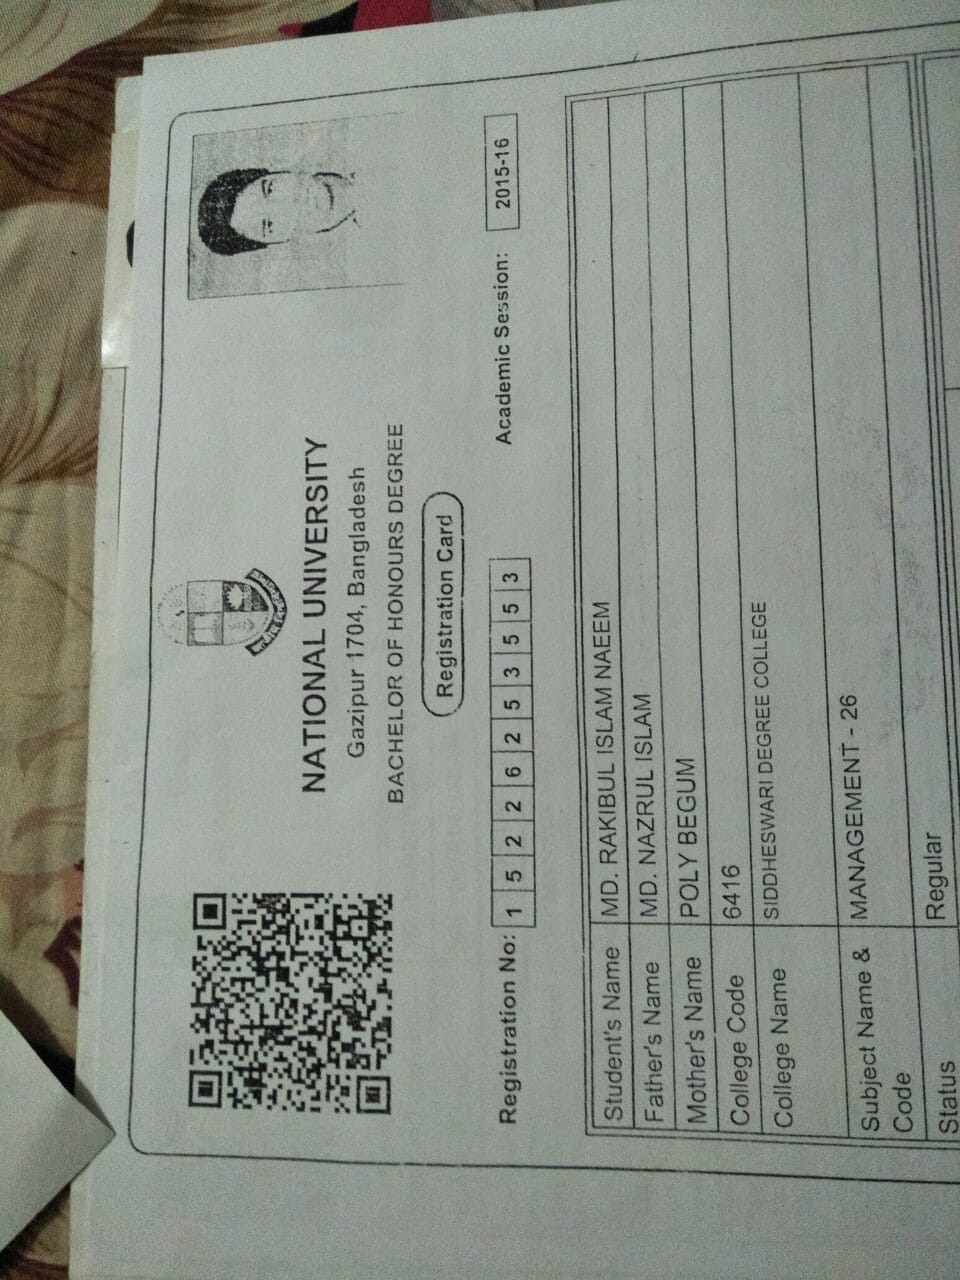 NATIONAL UNIVERSITY
Gazipur 1704, Bangladesh
BACHELOR OF HONOURS DEGREE
Registration Card
Registration No: 1 5 2 2 6 2 5 3 5 5 3 Academic Session: 2015-16
Student's Name MD. RAKIBUL ISLAM NAEEM
Father's Name MD. NAZRUL ISLAM
Mother's Name POLY BEGUM
College Code 6416
College Name SIDDHESWARI DEGREE COLLEGE
Subject Name & Code MANAGEMENT - 26
Status Regular